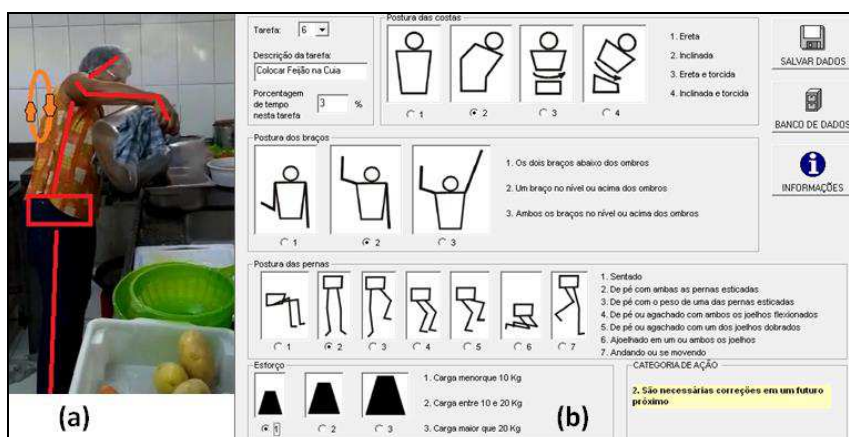 Tarefa: 6
Descrição da tarefa:
Colocar Feijão na Cuia
Porcentagem
de tempo
nesta tarefa
3 %
Postura das costas
1. Ereta
2. Inclinada
3. Ereta e torcida
4. Inclinada e torcida
1 2 3 4
SALVAR DADOS
BANCO DE DADOS
INFORMAÇÕES
Postura dos braços
1. Os dois braços abaixo dos ombros
2. Um braço no nível ou acima dos ombros
3. Ambos os braços no nível ou acima dos ombros
1 2 3
Postura das pernas
1. Sentado
2. De pé com ambas as pernas esticadas
3. De pé com o peso de uma das pernas esticadas
4. De pé ou agachado com ambos os joelhos flexionados
5. De pé ou agachado com um dos joelhos dobrados
6. Ajoelhado em um ou ambos os joelhos
7. Andando ou se movendo
1 2 3 4 5 6 7
Esforço
1. Carga menorque 10 Kg
2. Carga entre 10 e 20 Kg
3. Carga maior que 20 Kg
1 2 3
CATEGORIA DE AÇÃO
2. São necessárias correções em um futuro
próximo
(a)
(b)